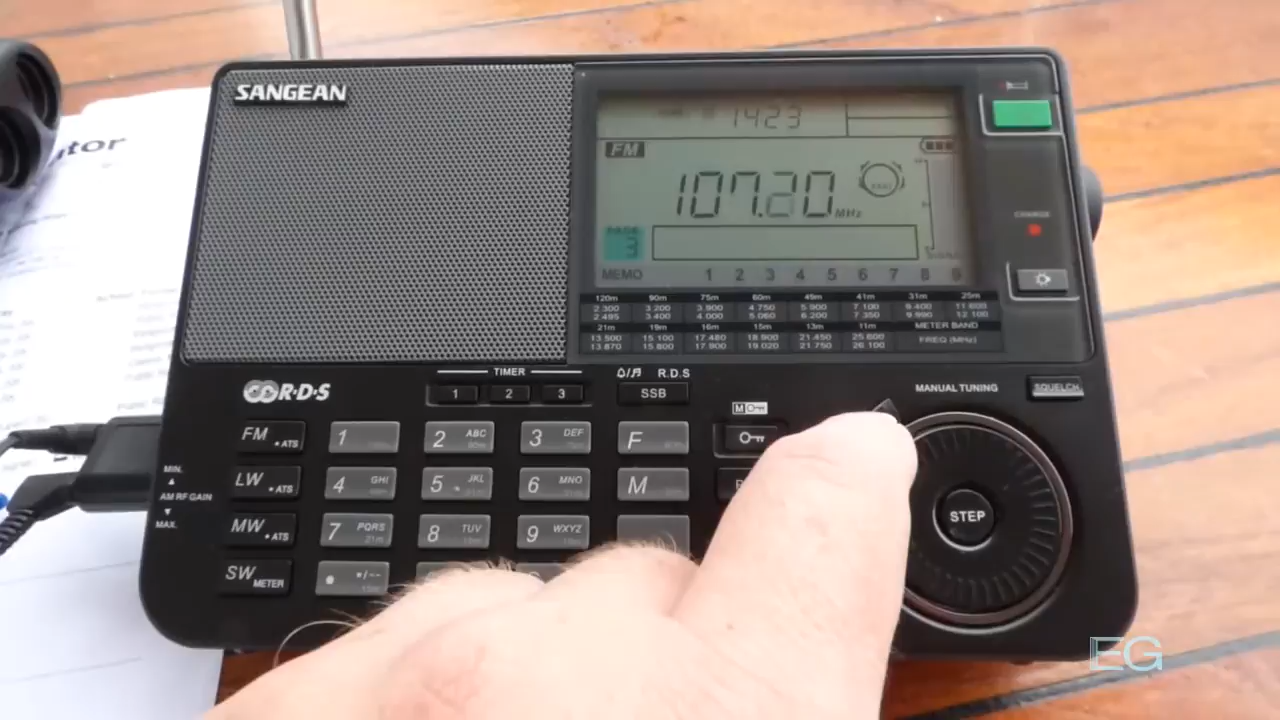 SANGEAN
tor
1423
FM
107.20 MHz
FAST
PAGE
3
MEMO 1 2 3 4 5 6 7 8 9
CHARGE
120m 90m 75m 60m 49m 41m 31m 25m
2.300 3.200 3.900 4.750 5.900 7.100 9.400 11.600
2.495 3.400 4.000 5.060 6.200 7.350 9.990 12.100
21m 19m 16m 15m 13m 11m METER BAND
13.500 15.100 17.480 18.900 21.450 25.600 FREQ (MHz)
13.870 15.800 17.900 19.020 21.750 26.100
R·D·S
TIMER
1 2 3
R.D.S
SSB
MANUAL TUNING
SQUELCH
M
FM • ATS
1
2 ABC
3 DEF
F
LW • ATS
4 GHI
5 JKL
6 MNO
M
MIN.
AM RF GAIN
MAX.
MW • ATS
7 PQRS
21m
8 TUV
9 WXYZ
STEP
SW METER
EG